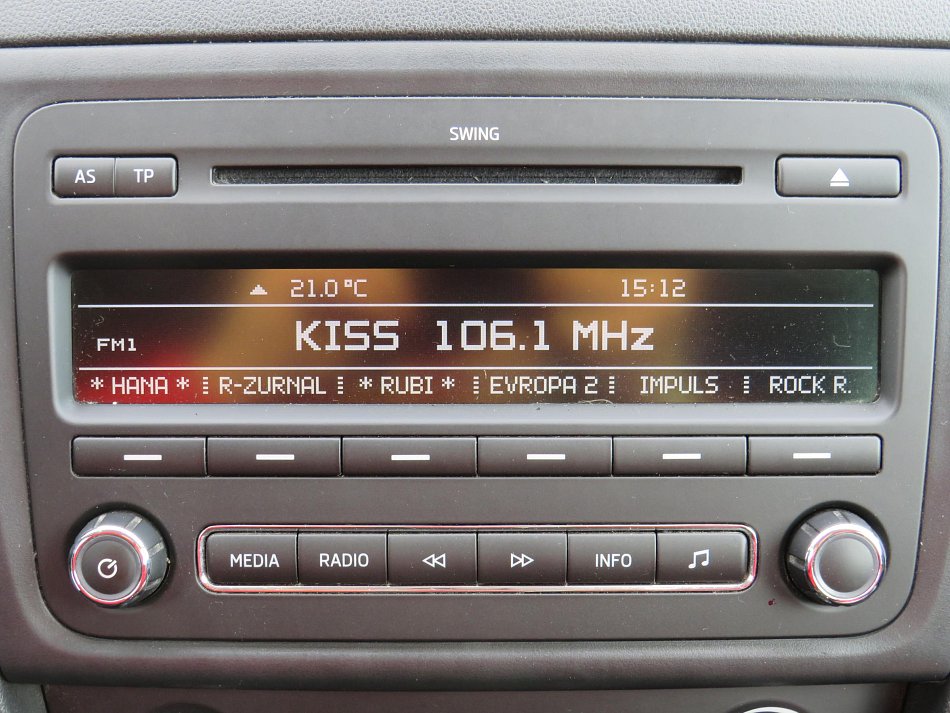 SWING
AS TP
21.0°C 15:12
FM1 KISS 106.1 MHz
* HANA * R-ZURNAL * RUBI * EVROPA 2 IMPULS ROCK R.
MEDIA RADIO INFO